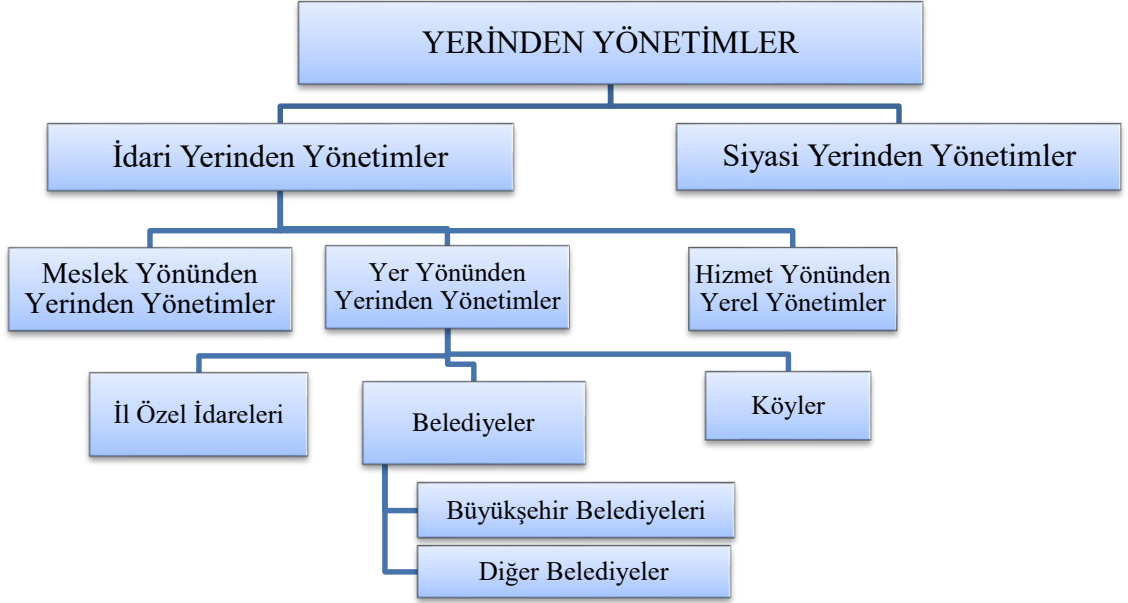 YERİNDEN YÖNETİMLER
İdari Yerinden Yönetimler
Siyasi Yerinden Yönetimler
Meslek Yönünden
Yerinden Yönetimler
Yer Yönünden
Yerinden Yönetimler
Hizmet Yönünden
Yerel Yönetimler
İl Özel İdareleri
Belediyeler
Köyler
Büyükşehir Belediyeleri
Diğer Belediyeler